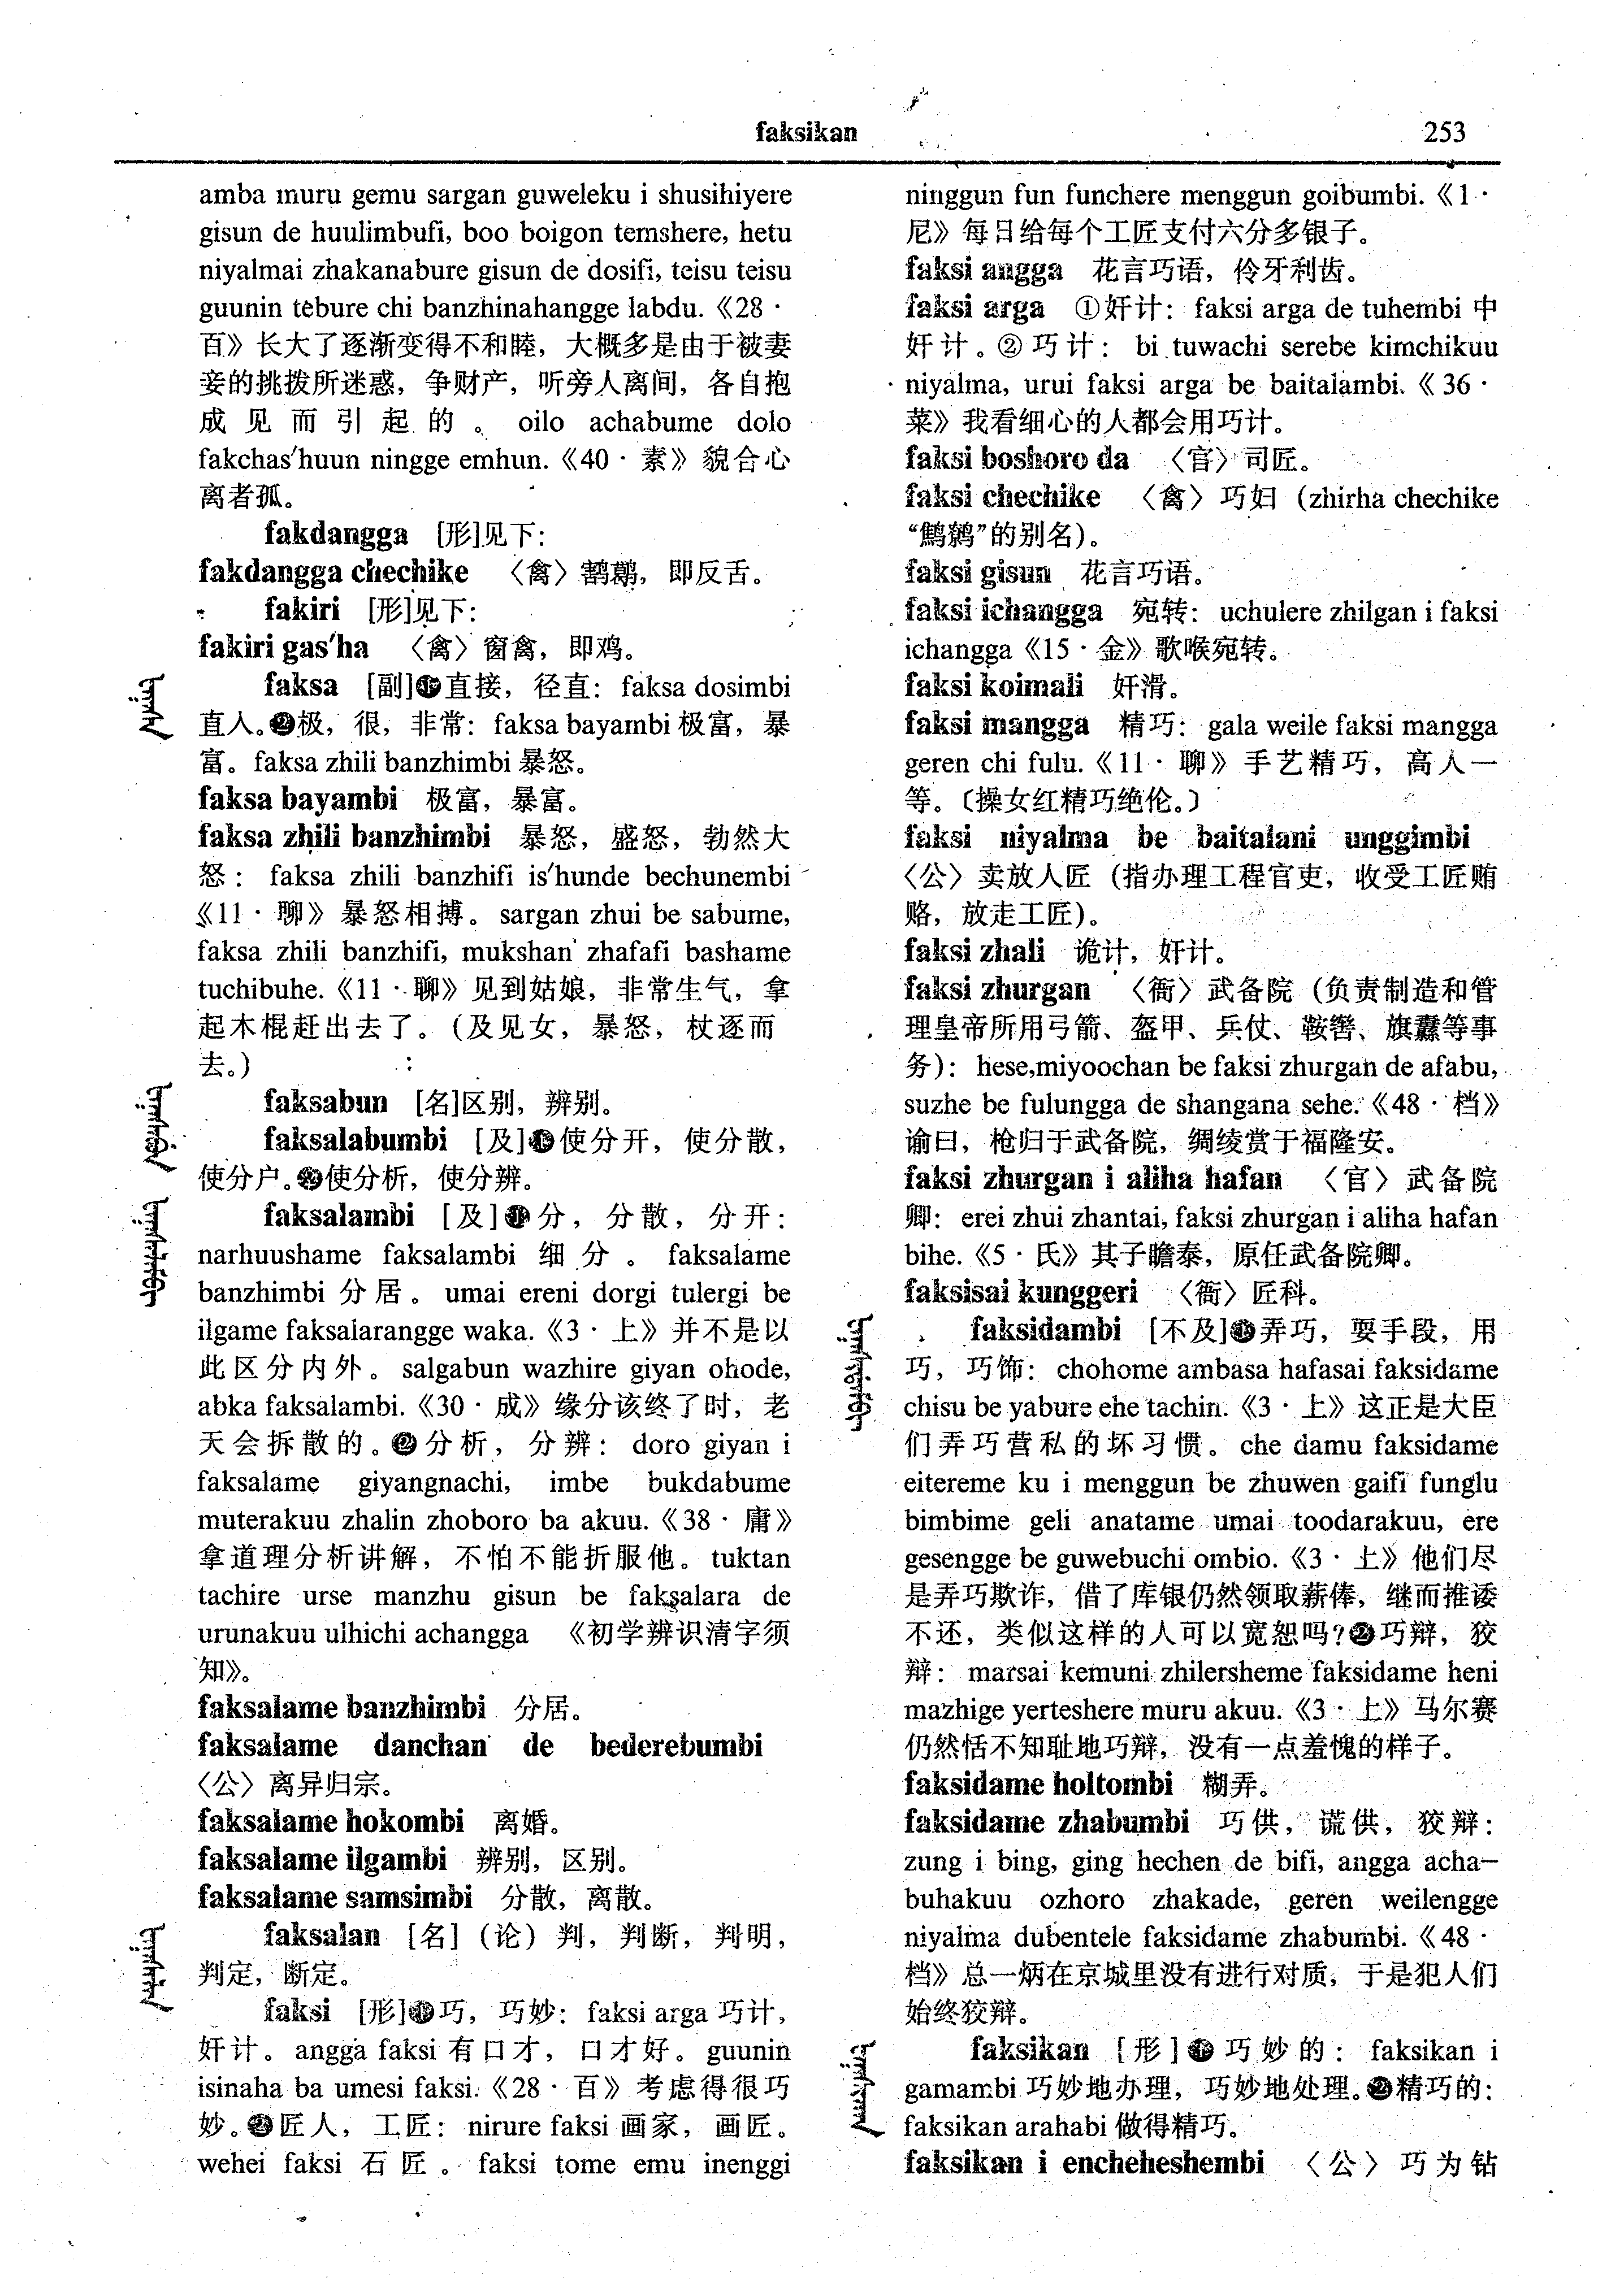 faksikan
253
amba muru gemu sargan guweleku i shusihiyere
gisun de huulimbufi, boo boigon temshere, hetu
niyalmai zhakanabure gisun de dosifi, teisu teisu
guunin tebure chi banzhinahangge labdu.《28·
百》长大了逐渐变得不和睦，大概多是由于被妻
妾的挑拨所迷惑，争财产，听旁人离间，各自抱
成见而引起的。oilo achabume dolo
fakchas'huun ningge emhun.《40·素》貌合心
离者孤。
fakdangga [形]见下：
fakdangga chechike 〈禽〉鹊鹕，即反舌。
fakiri [形]见下：
fakiri gas'ha 〈禽〉窗禽，即鸡。
faksa [副]❶直接，径直：faksa dosimbi
直入。❷极，很，非常：faksa bayambi 极富，暴
富。faksa zhili banzhimbi 暴怒。
faksa bayambi 极富，暴富。
faksa zhili banzhimbi 暴怒，盛怒，勃然大
怒：faksa zhili banzhifi is'hunde bechunembi
《11·聊》暴怒相搏。sargan zhui be sabume,
faksa zhili banzhifi, mukshan zhafafi bashame
tuchibuhe.《11·聊》见到姑娘，非常生气，拿
起木棍赶出去了。(及见女，暴怒，杖逐而
去。)
faksabun [名]区别，辨别。
faksalabumbi [及]❶使分开，使分散，
使分户。❷使分析，使分辨。
faksalambi [及]❶分，分散，分开：
narhuushame faksalambi 细分。faksalame
banzhimbi 分居。umai ereni dorgi tulergi be
ilgame faksalarangge waka.《3·上》并不是以
此区分内外。salgabun wazhire giyan ohode,
abka faksalambi.《30·成》缘分该终了时，老
天会拆散的。❷分析，分辨：doro giyan i
faksalame giyangnachi, imbe bukdabume
muterakuu zhalin zhoboro ba akuu.《38·庸》
拿道理分析讲解，不怕不能折服他。tuktan
tachire urse manzhu gisun be faksalara de
urunakuu ulhichi achangga 《初学辨识清字须
知》。
faksalame banzhimbi 分居。
faksalame danchan de bederebumbi
〈公〉离异归宗。
faksalame hokombi 离婚。
faksalame ilgambi 辨别，区别。
faksalame samsimbi 分散，离散。
faksalan [名]（论）判，判断，判明，
判定，断定。
faksi [形]❶巧，巧妙：faksi arga 巧计，
奸计。angga faksi 有口才，口才好。guunin
isinaha ba umesi faksi.《28·百》考虑得很巧
妙。❷匠人，工匠：nirure faksi 画家，画匠。
wehei faksi 石匠。faksi tome emu inenggi
ninggun fun funchere menggun goibumbi.《1·
尼》每日给每个工匠支付六分多银子。
faksi angga 花言巧语，伶牙利齿。
faksi arga ①奸计：faksi arga de tuhembi 中
奸计。②巧计：bi tuwachi serebe kimchikuu
niyalma, urui faksi arga be baitalambi.《36·
菜》我看细心的人都会用巧计。
faksi boshoro da 〈官〉司匠。
faksi chechike 〈禽〉巧妇（zhirha chechike
“鹪鹩”的别名）。
faksi gisun 花言巧语。
faksi ichangga 宛转：uchulere zhilgan i faksi
ichangga《15·金》歌喉宛转。
faksi koimali 奸滑。
faksi mangga 精巧：gala weile faksi mangga
geren chi fulu.《11·聊》手艺精巧，高人一
等。〔操女红精巧绝伦。〕
faksi niyalma be baitalani unggimbi
〈公〉卖放人匠（指办理工程官吏，收受工匠贿
赂，放走工匠）。
faksi zhali 诡计，奸计。
faksi zhurgan 〈衙〉武备院（负责制造和管
理皇帝所用弓箭、盔甲、兵仗、鞍辔、旗纛等事
务）：hese,miyoochan be faksi zhurgan de afabu,
suzhe be fulungga de shangana sehe.《48·档》
谕曰，枪归于武备院，绸绫赏于福隆安。
faksi zhurgan i aliha hafan 〈官〉武备院
卿：erei zhui zhantai, faksi zhurgan i aliha hafan
bihe.《5·氏》其子瞻泰，原任武备院卿。
faksisai kunggeri 〈衙〉匠科。
faksidambi [不及]❶弄巧，耍手段，用
巧，巧饰：chohome ambasa hafasai faksidame
chisu be yabure ehe tachin.《3·上》这正是大臣
们弄巧营私的坏习惯。che damu faksidame
eitereme ku i menggun be zhuwen gaifi funglu
bimbime geli anatame umai toodarakuu, ere
gesengge be guwebuchi ombio.《3·上》他们尽
是弄巧欺诈，借了库银仍然领取薪俸，继而推诿
不还，类似这样的人可以宽恕吗？❷巧辩，狡
辩：marsai kemuni zhilersheme faksidame heni
mazhige yerteshere muru akuu.《3·上》马尔赛
仍然恬不知耻地巧辩，没有一点羞愧的样子。
faksidame holtombi 糊弄。
faksidame zhabumbi 巧供，谎供，狡辩：
zung i bing, ging hechen de bifi, angga acha-
buhakuu ozhoro zhakade, geren weilengge
niyalma dubentele faksidame zhabumbi.《48·
档》总一炳在京城里没有进行对质，于是犯人们
始终狡辩。
faksikan [形]❶巧妙的：faksikan i
gamambi 巧妙地办理，巧妙地处理。❷精巧的：
faksikan arahabi 做得精巧。
faksikan i encheheshembi 〈公〉巧为钻